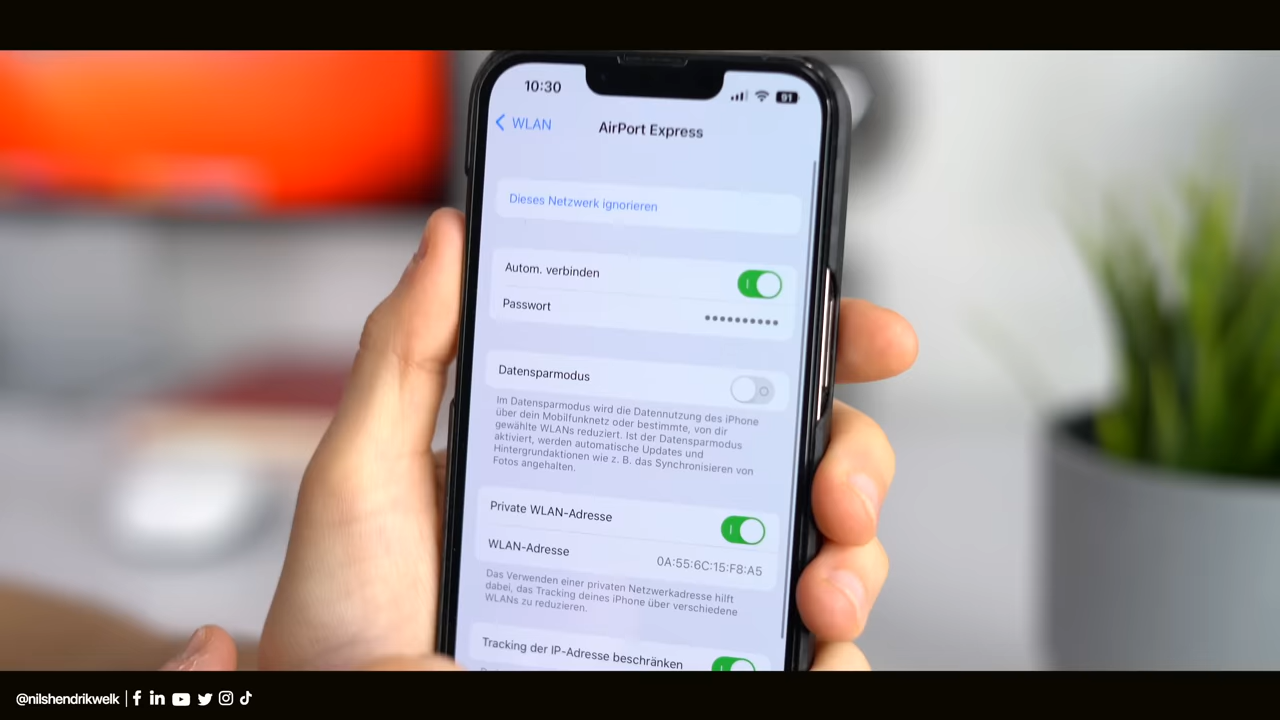 10:30
91
WLAN
AirPort Express
Dieses Netzwerk ignorieren
Autom. verbinden
Passwort
••••••••••
Datensparmodus
Im Datensparmodus wird die Datennutzung des iPhone
über dein Mobilfunknetz oder bestimmte, von dir
gewählte WLANs reduziert. Ist der Datensparmodus
aktiviert, werden automatische Updates und
Hintergrundaktionen wie z. B. das Synchronisieren von
Fotos angehalten.
Private WLAN-Adresse
WLAN-Adresse
0A:55:6C:15:F8:A5
Das Verwenden einer privaten Netzwerkadresse hilft
dabei, das Tracking deines iPhone über verschiedene
WLANs zu reduzieren.
Tracking der IP-Adresse beschränken
@nilshendrikwelk